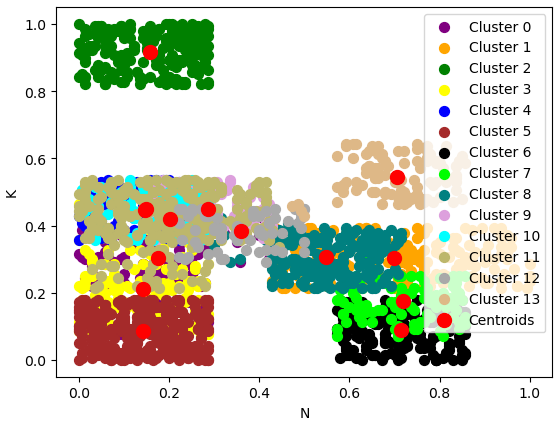 1.0
0.8
0.6
0.4
0.2
0.0
K
0.0
0.2
0.4
0.6
0.8
1.0
N
Cluster 0
Cluster 1
Cluster 2
Cluster 3
Cluster 4
Cluster 5
Cluster 6
Cluster 7
Cluster 8
Cluster 9
Cluster 10
Cluster 11
Cluster 12
Cluster 13
Centroids